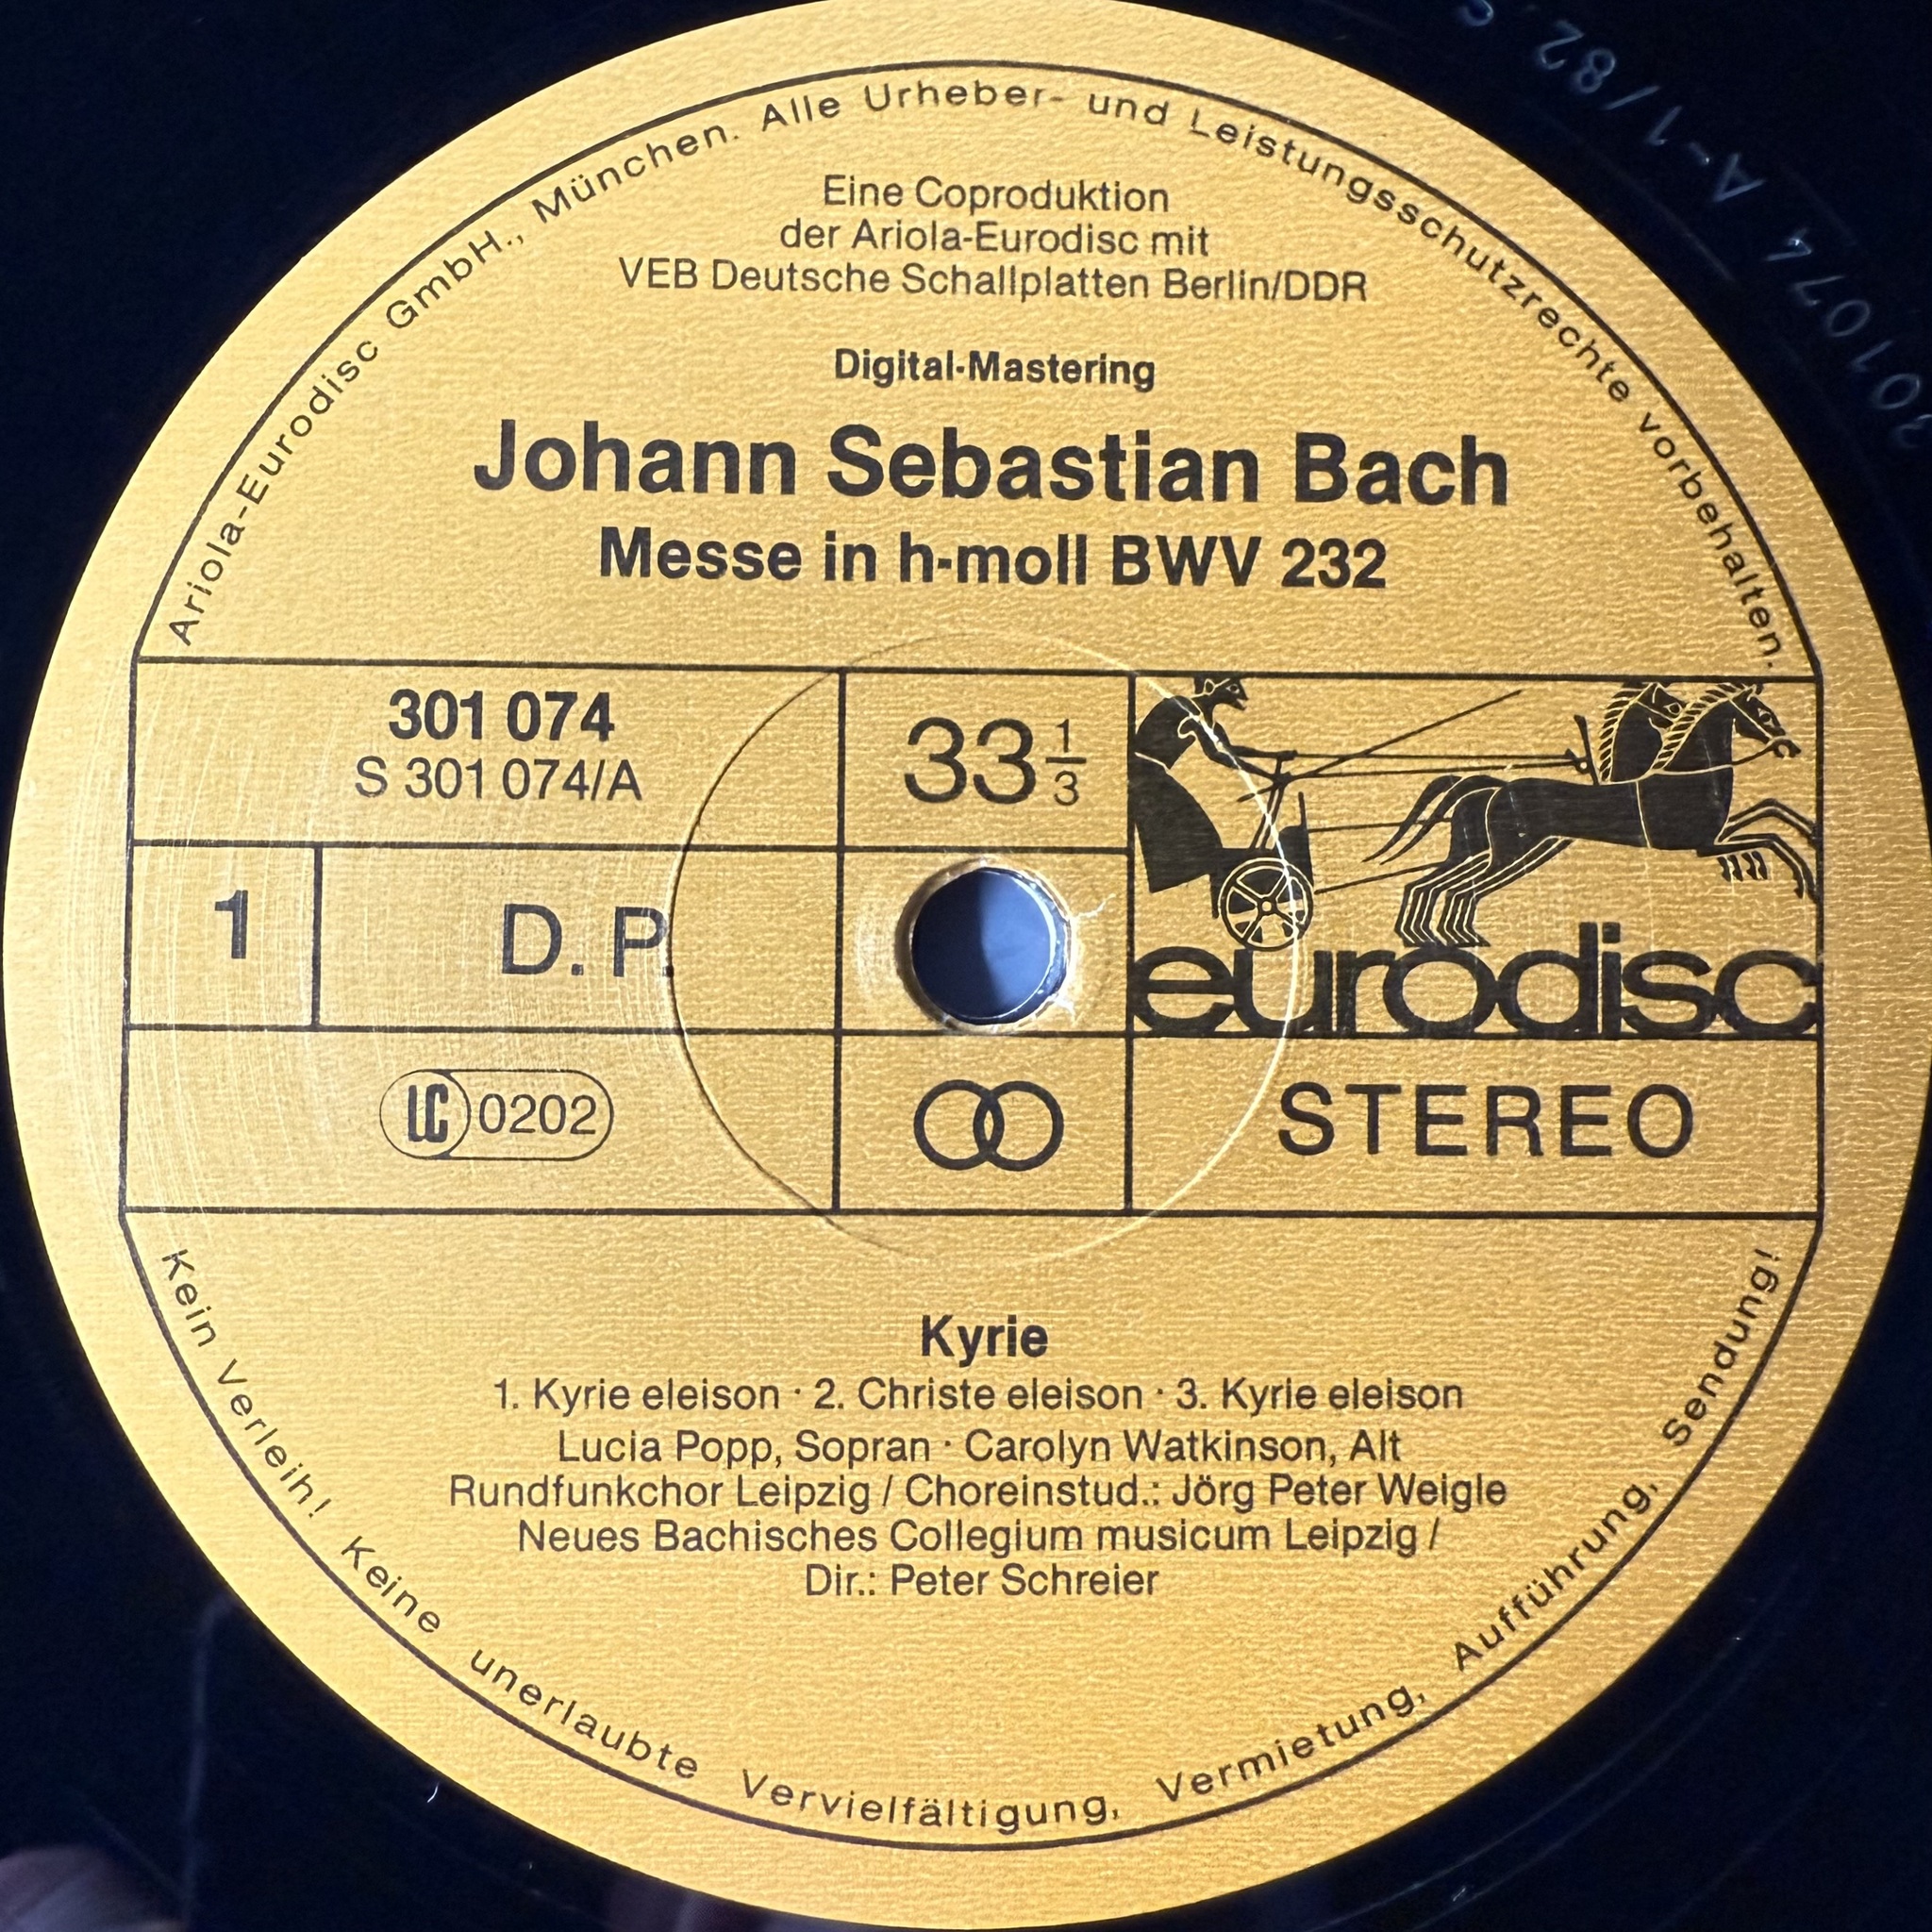 Ariola-Eurodisc GmbH., München. Alle Urheber- und Leistungsschutzrechte vorbehalten.
Eine Coproduktion
der Ariola-Eurodisc mit
VEB Deutsche Schallplatten Berlin/DDR
Digital-Mastering
Johann Sebastian Bach
Messe in h-moll BWV 232
301 074
S 301 074/A
33 1/3
1
D. P
eurodisc
LC 0202
STEREO
Kyrie
1. Kyrie eleison · 2. Christe eleison · 3. Kyrie eleison
Lucia Popp, Sopran · Carolyn Watkinson, Alt
Rundfunkchor Leipzig / Choreinstud.: Jörg Peter Weigle
Neues Bachisches Collegium musicum Leipzig /
Dir.: Peter Schreier
Kein Verleih! Keine unerlaubte Vervielfältigung, Vermietung, Aufführung, Sendung!
301074 A-1/82